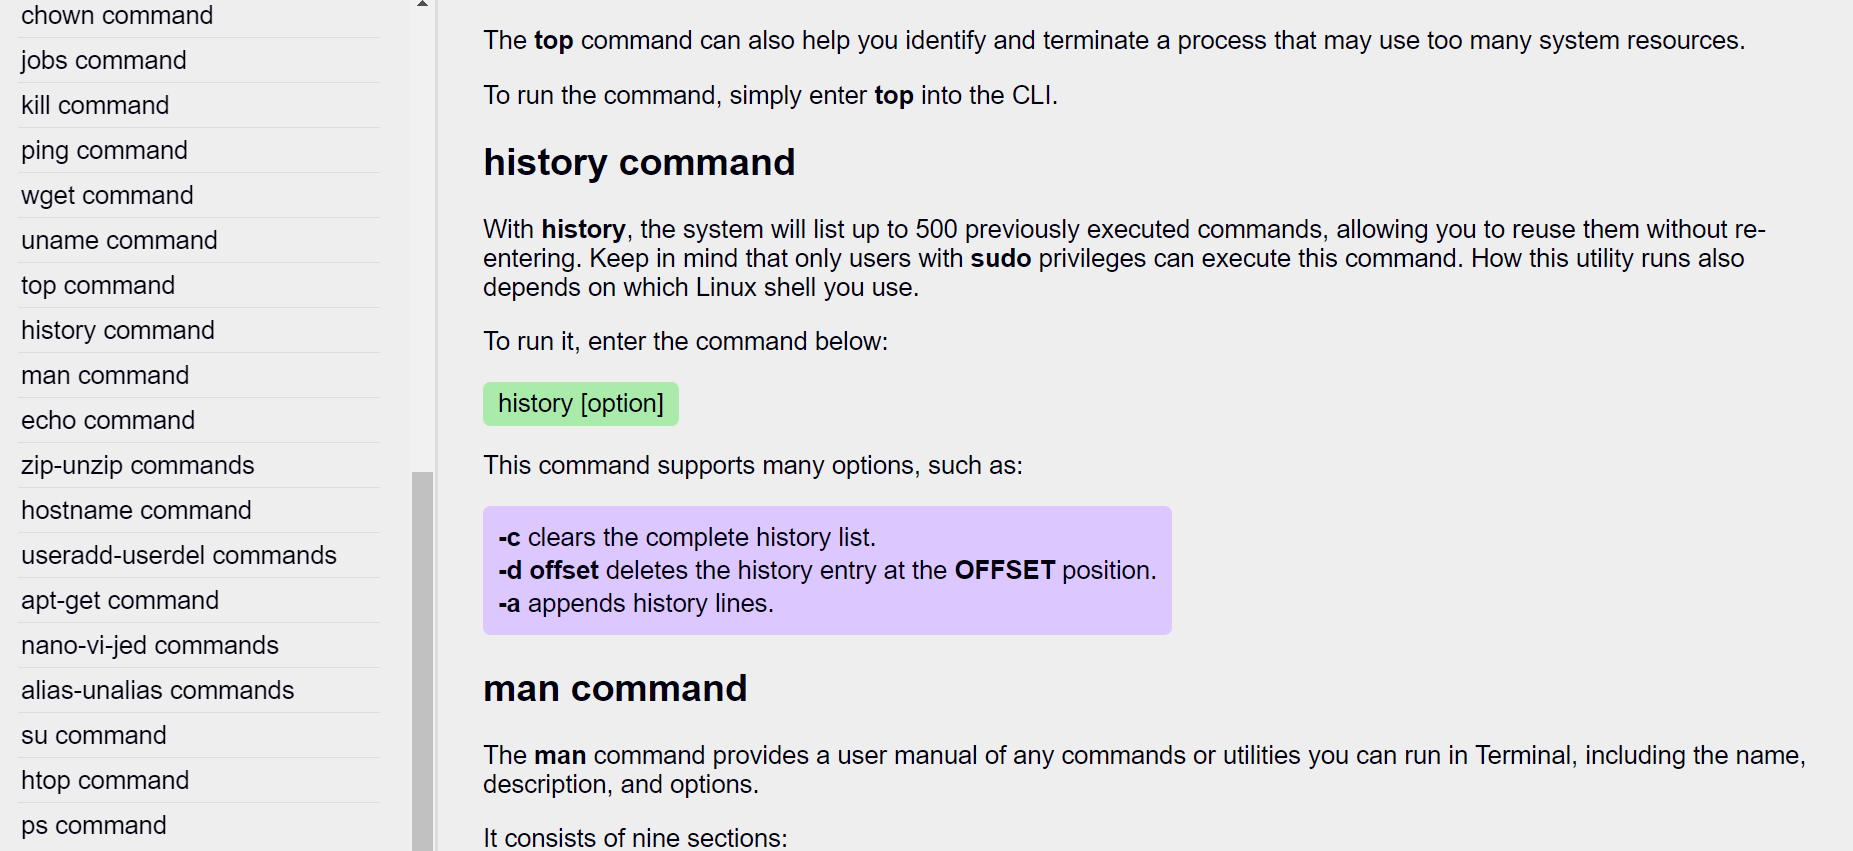 chown command
jobs command
kill command
ping command
wget command
uname command
top command
history command
man command
echo command
zip-unzip commands
hostname command
useradd-userdel commands
apt-get command
nano-vi-jed commands
alias-unalias commands
su command
htop command
ps command
The top command can also help you identify and terminate a process that may use too many system resources.
To run the command, simply enter top into the CLI.
history command
With history, the system will list up to 500 previously executed commands, allowing you to reuse them without re-
entering. Keep in mind that only users with sudo privileges can execute this command. How this utility runs also
depends on which Linux shell you use.
To run it, enter the command below:
history [option]
This command supports many options, such as:
-c clears the complete history list.
-d offset deletes the history entry at the OFFSET position.
-a appends history lines.
man command
The man command provides a user manual of any commands or utilities you can run in Terminal, including the name,
description, and options.
It consists of nine sections: